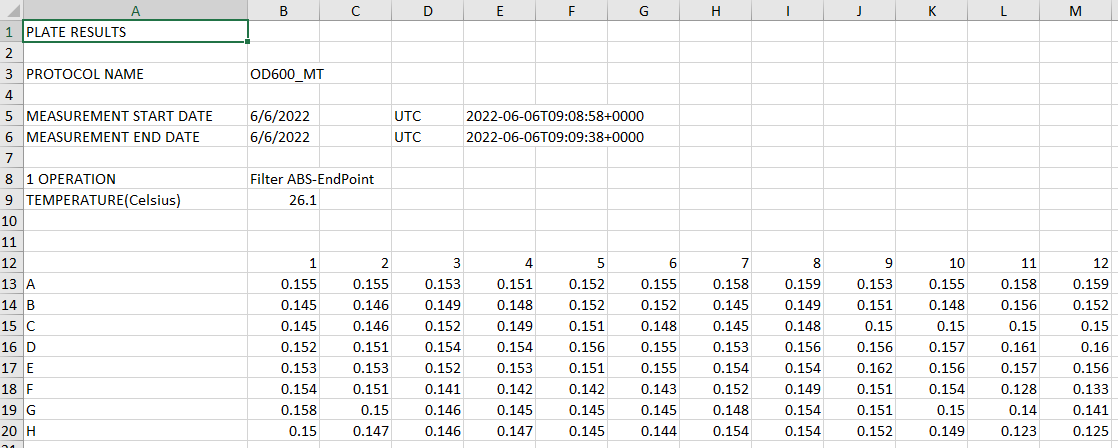 A B C D E F G H I J K L M
1 PLATE RESULTS
2
3 PROTOCOL NAME OD600_MT
4
5 MEASUREMENT START DATE 6/6/2022 UTC 2022-06-06T09:08:58+0000
6 MEASUREMENT END DATE 6/6/2022 UTC 2022-06-06T09:09:38+0000
7
8 1 OPERATION Filter ABS-EndPoint
9 TEMPERATURE(Celsius) 26.1
10
11
12 1 2 3 4 5 6 7 8 9 10 11 12
13 A 0.155 0.155 0.153 0.151 0.152 0.155 0.158 0.159 0.153 0.155 0.158 0.159
14 B 0.145 0.146 0.149 0.148 0.152 0.152 0.145 0.149 0.151 0.148 0.156 0.152
15 C 0.145 0.146 0.152 0.149 0.151 0.148 0.145 0.148 0.15 0.15 0.15 0.15
16 D 0.152 0.151 0.154 0.154 0.156 0.155 0.153 0.156 0.156 0.157 0.161 0.16
17 E 0.153 0.153 0.152 0.153 0.151 0.155 0.154 0.154 0.162 0.156 0.157 0.156
18 F 0.154 0.151 0.141 0.142 0.142 0.143 0.152 0.149 0.151 0.154 0.128 0.133
19 G 0.158 0.15 0.146 0.145 0.145 0.145 0.148 0.154 0.151 0.15 0.14 0.141
20 H 0.15 0.147 0.146 0.147 0.145 0.144 0.154 0.154 0.152 0.149 0.123 0.125